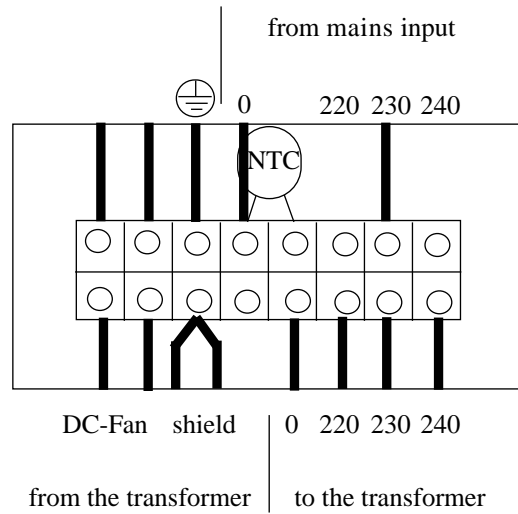 from mains input
0 220 230 240
NTC
DC-Fan shield 0 220 230 240
from the transformer to the transformer